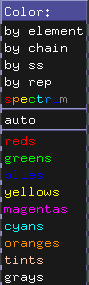 Color:
by element
by chain
by ss
by rep
spectrum
auto
reds
greens
blues
yellows
magentas
cyans
oranges
tints
grays